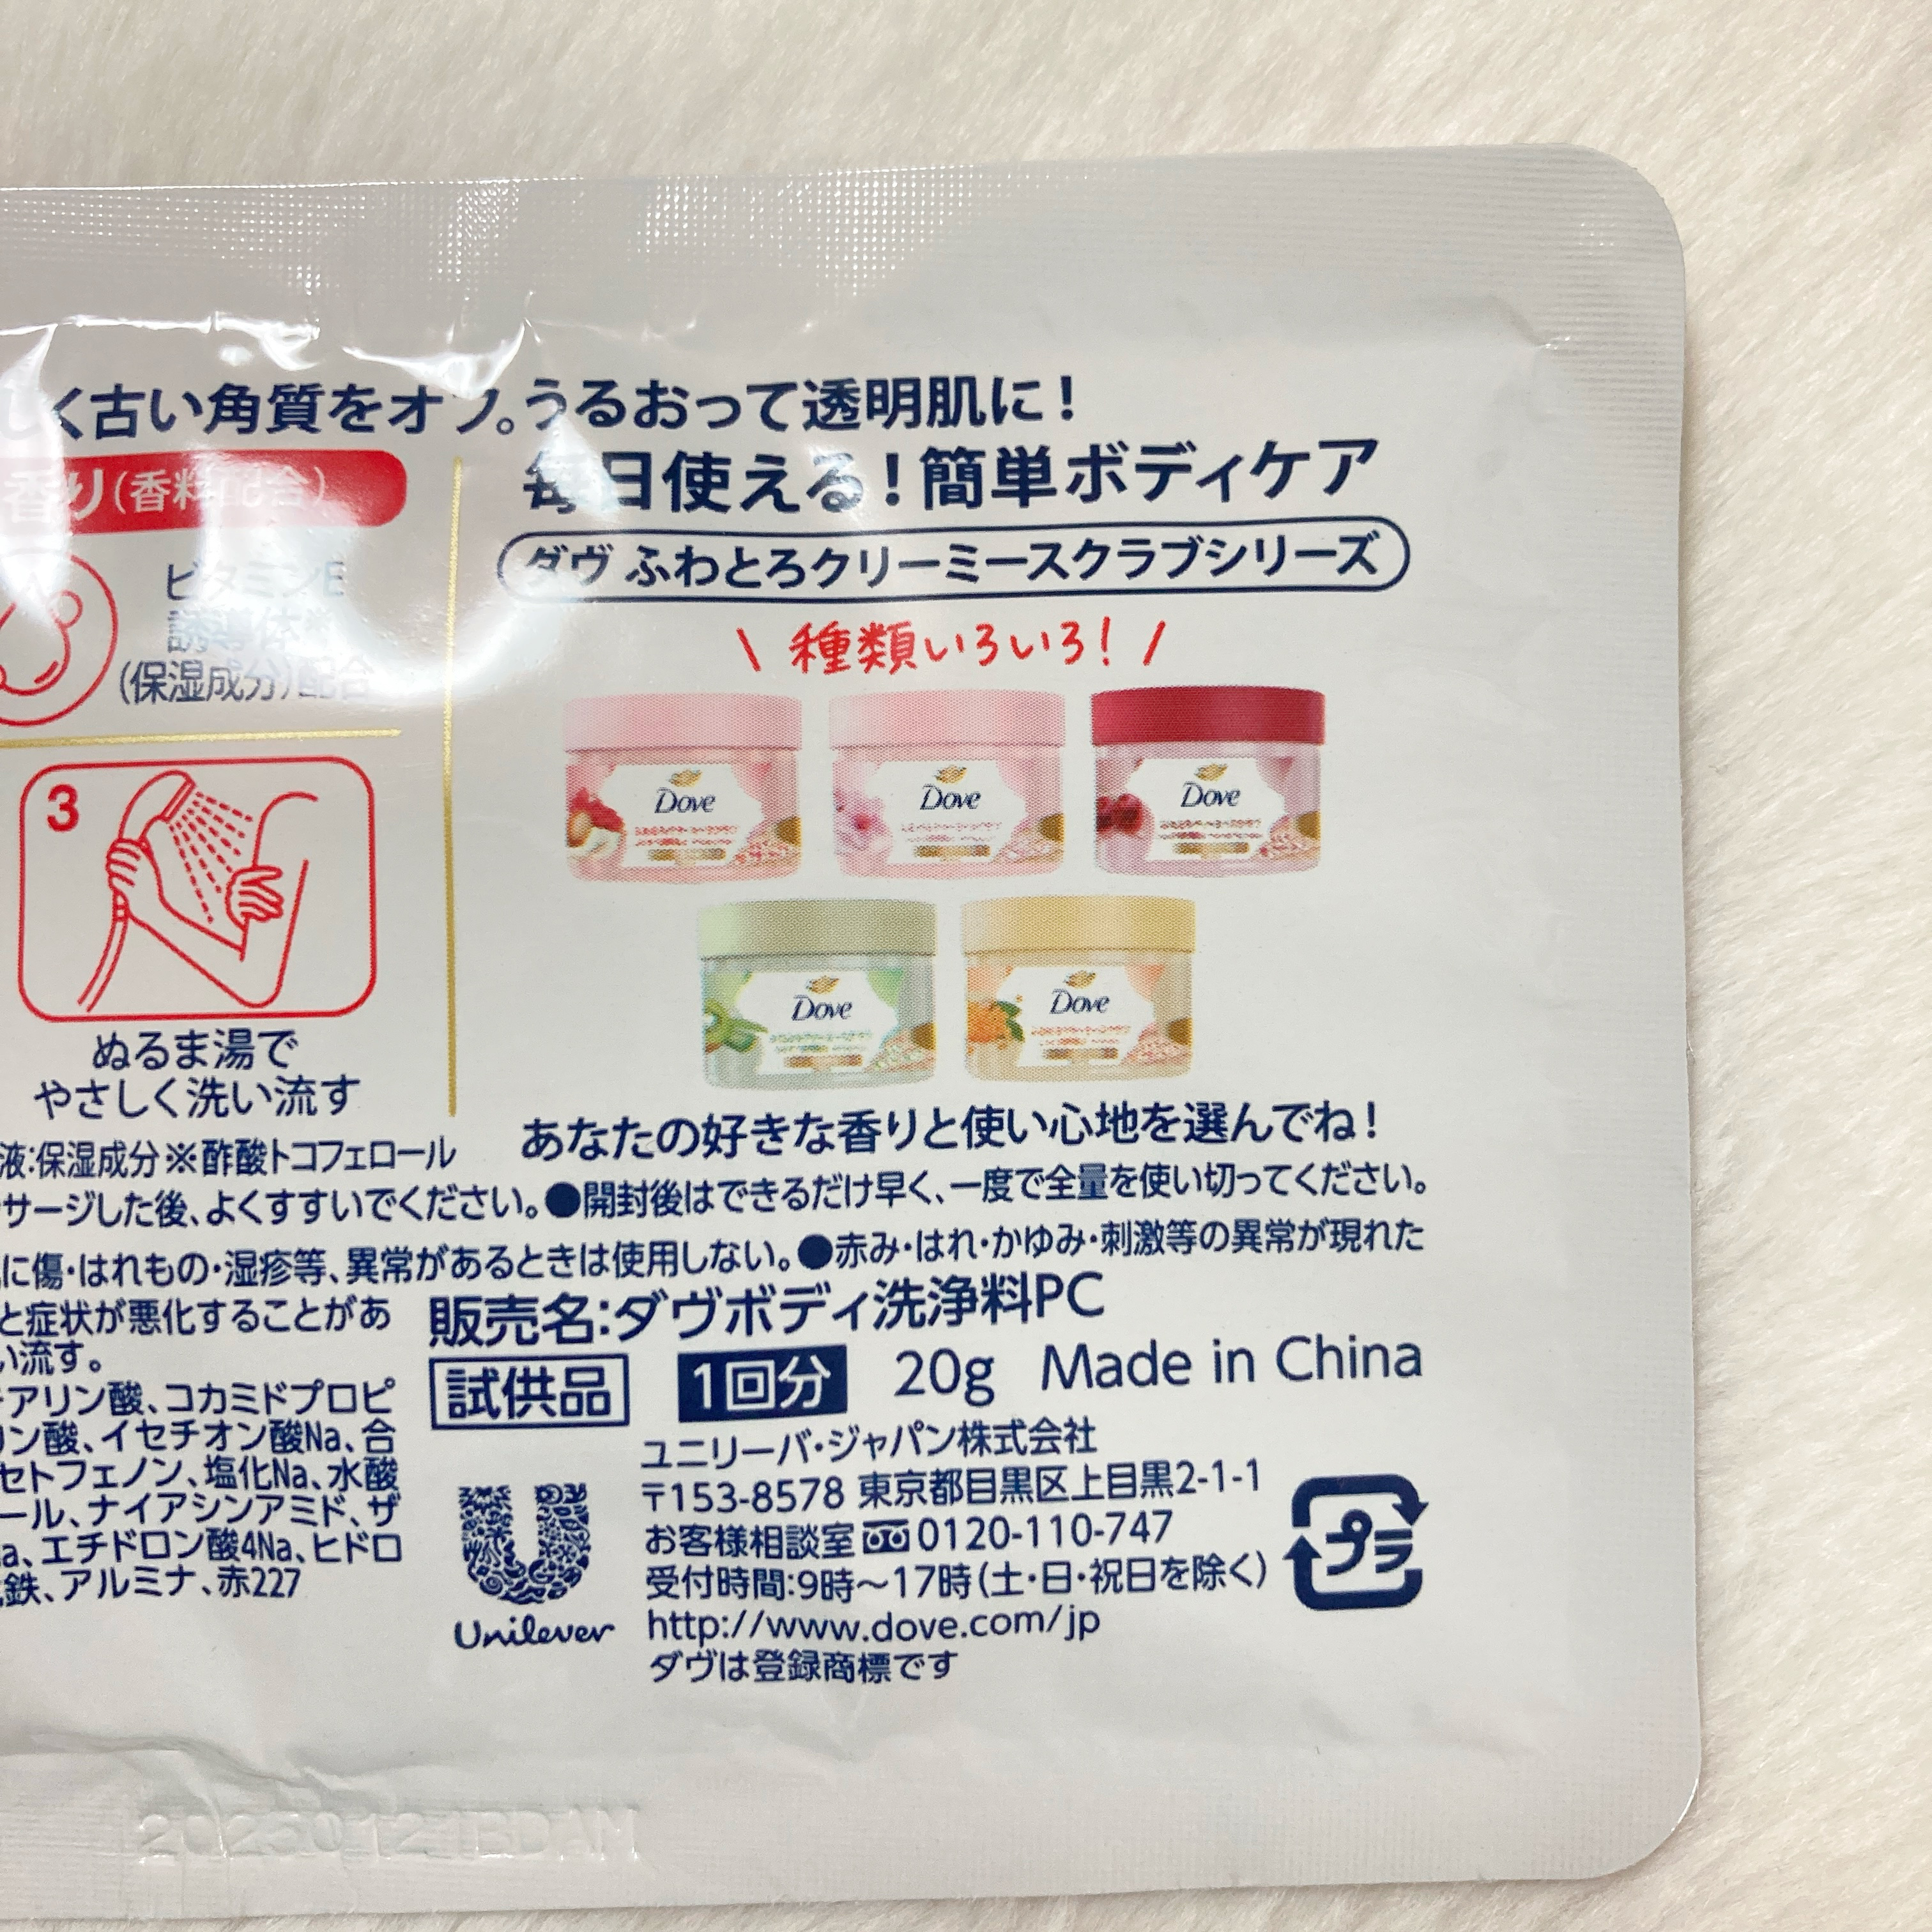 しく古い角質をオフ。うるおって透明肌に！
香り(香料配合)
毎日使える！簡単ボディケア
ダヴ ふわとろクリーミースクラブシリーズ
ビタミンE
誘導体※
(保湿成分)配合
種類いろいろ！
Dove
Dove
Dove
Dove
Dove
3
ぬるま湯で
やさしく洗い流す
あなたの好きな香りと使い心地を選んでね！
液:保湿成分※酢酸トコフェロール
サージした後、よくすすいでください。●開封後はできるだけ早く、一度で全量を使い切ってください。
に傷・はれもの・湿疹等、異常があるときは使用しない。●赤み・はれ・かゆみ・刺激等の異常が現れた
と症状が悪化することがあ
い流す。
アリン酸、コカミドプロピ
リン酸、イセチオン酸Na、合
セトフェノン、塩化Na、水酸
ール、ナイアシンアミド、ザ
a、エチドロン酸4Na、ヒドロ
鉄、アルミナ、赤227
販売名:ダヴボディ洗浄料PC
試供品 1回分 20g Made in China
ユニリーバ・ジャパン株式会社
〒153-8578 東京都目黒区上目黒2-1-1
お客様相談室 0120-110-747
受付時間:9時～17時(土・日・祝日を除く)
http://www.dove.com/jp
ダヴは登録商標です
Unilever
プラ